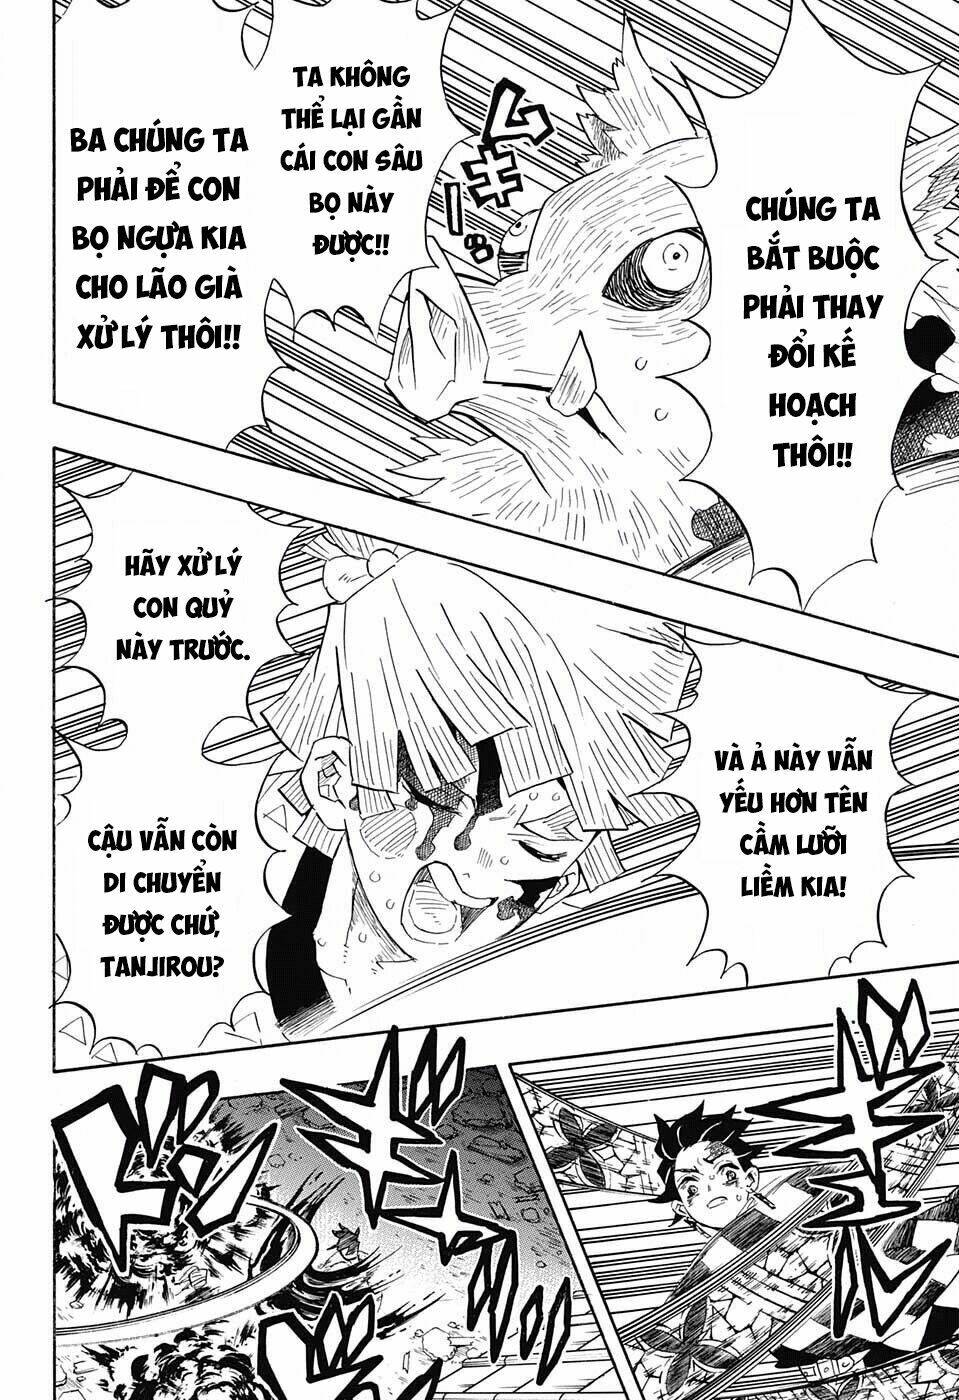 CHÚNG TA
BẮT BUỘC
PHẢI THAY
ĐỔI KẾ
HOẠCH
THÔI!!
TA KHÔNG
THỂ LẠI GẦN
CÁI CON SÂU
BỌ NÀY
ĐƯỢC!!
BA CHÚNG TA
PHẢI ĐỂ CON
BỌ NGỰA KIA
CHO LÃO GIÀ
XỬ LÝ THÔI!!
VÀ Ả NÀY VẪN
YẾU HƠN TÊN
CẦM LƯỠI
LIỀM KIA!
HÃY XỬ LÝ
CON QUỶ
NÀY TRƯỚC.
CẬU VẪN CÒN
DI CHUYỂN
ĐƯỢC CHỨ,
TANJIROU?